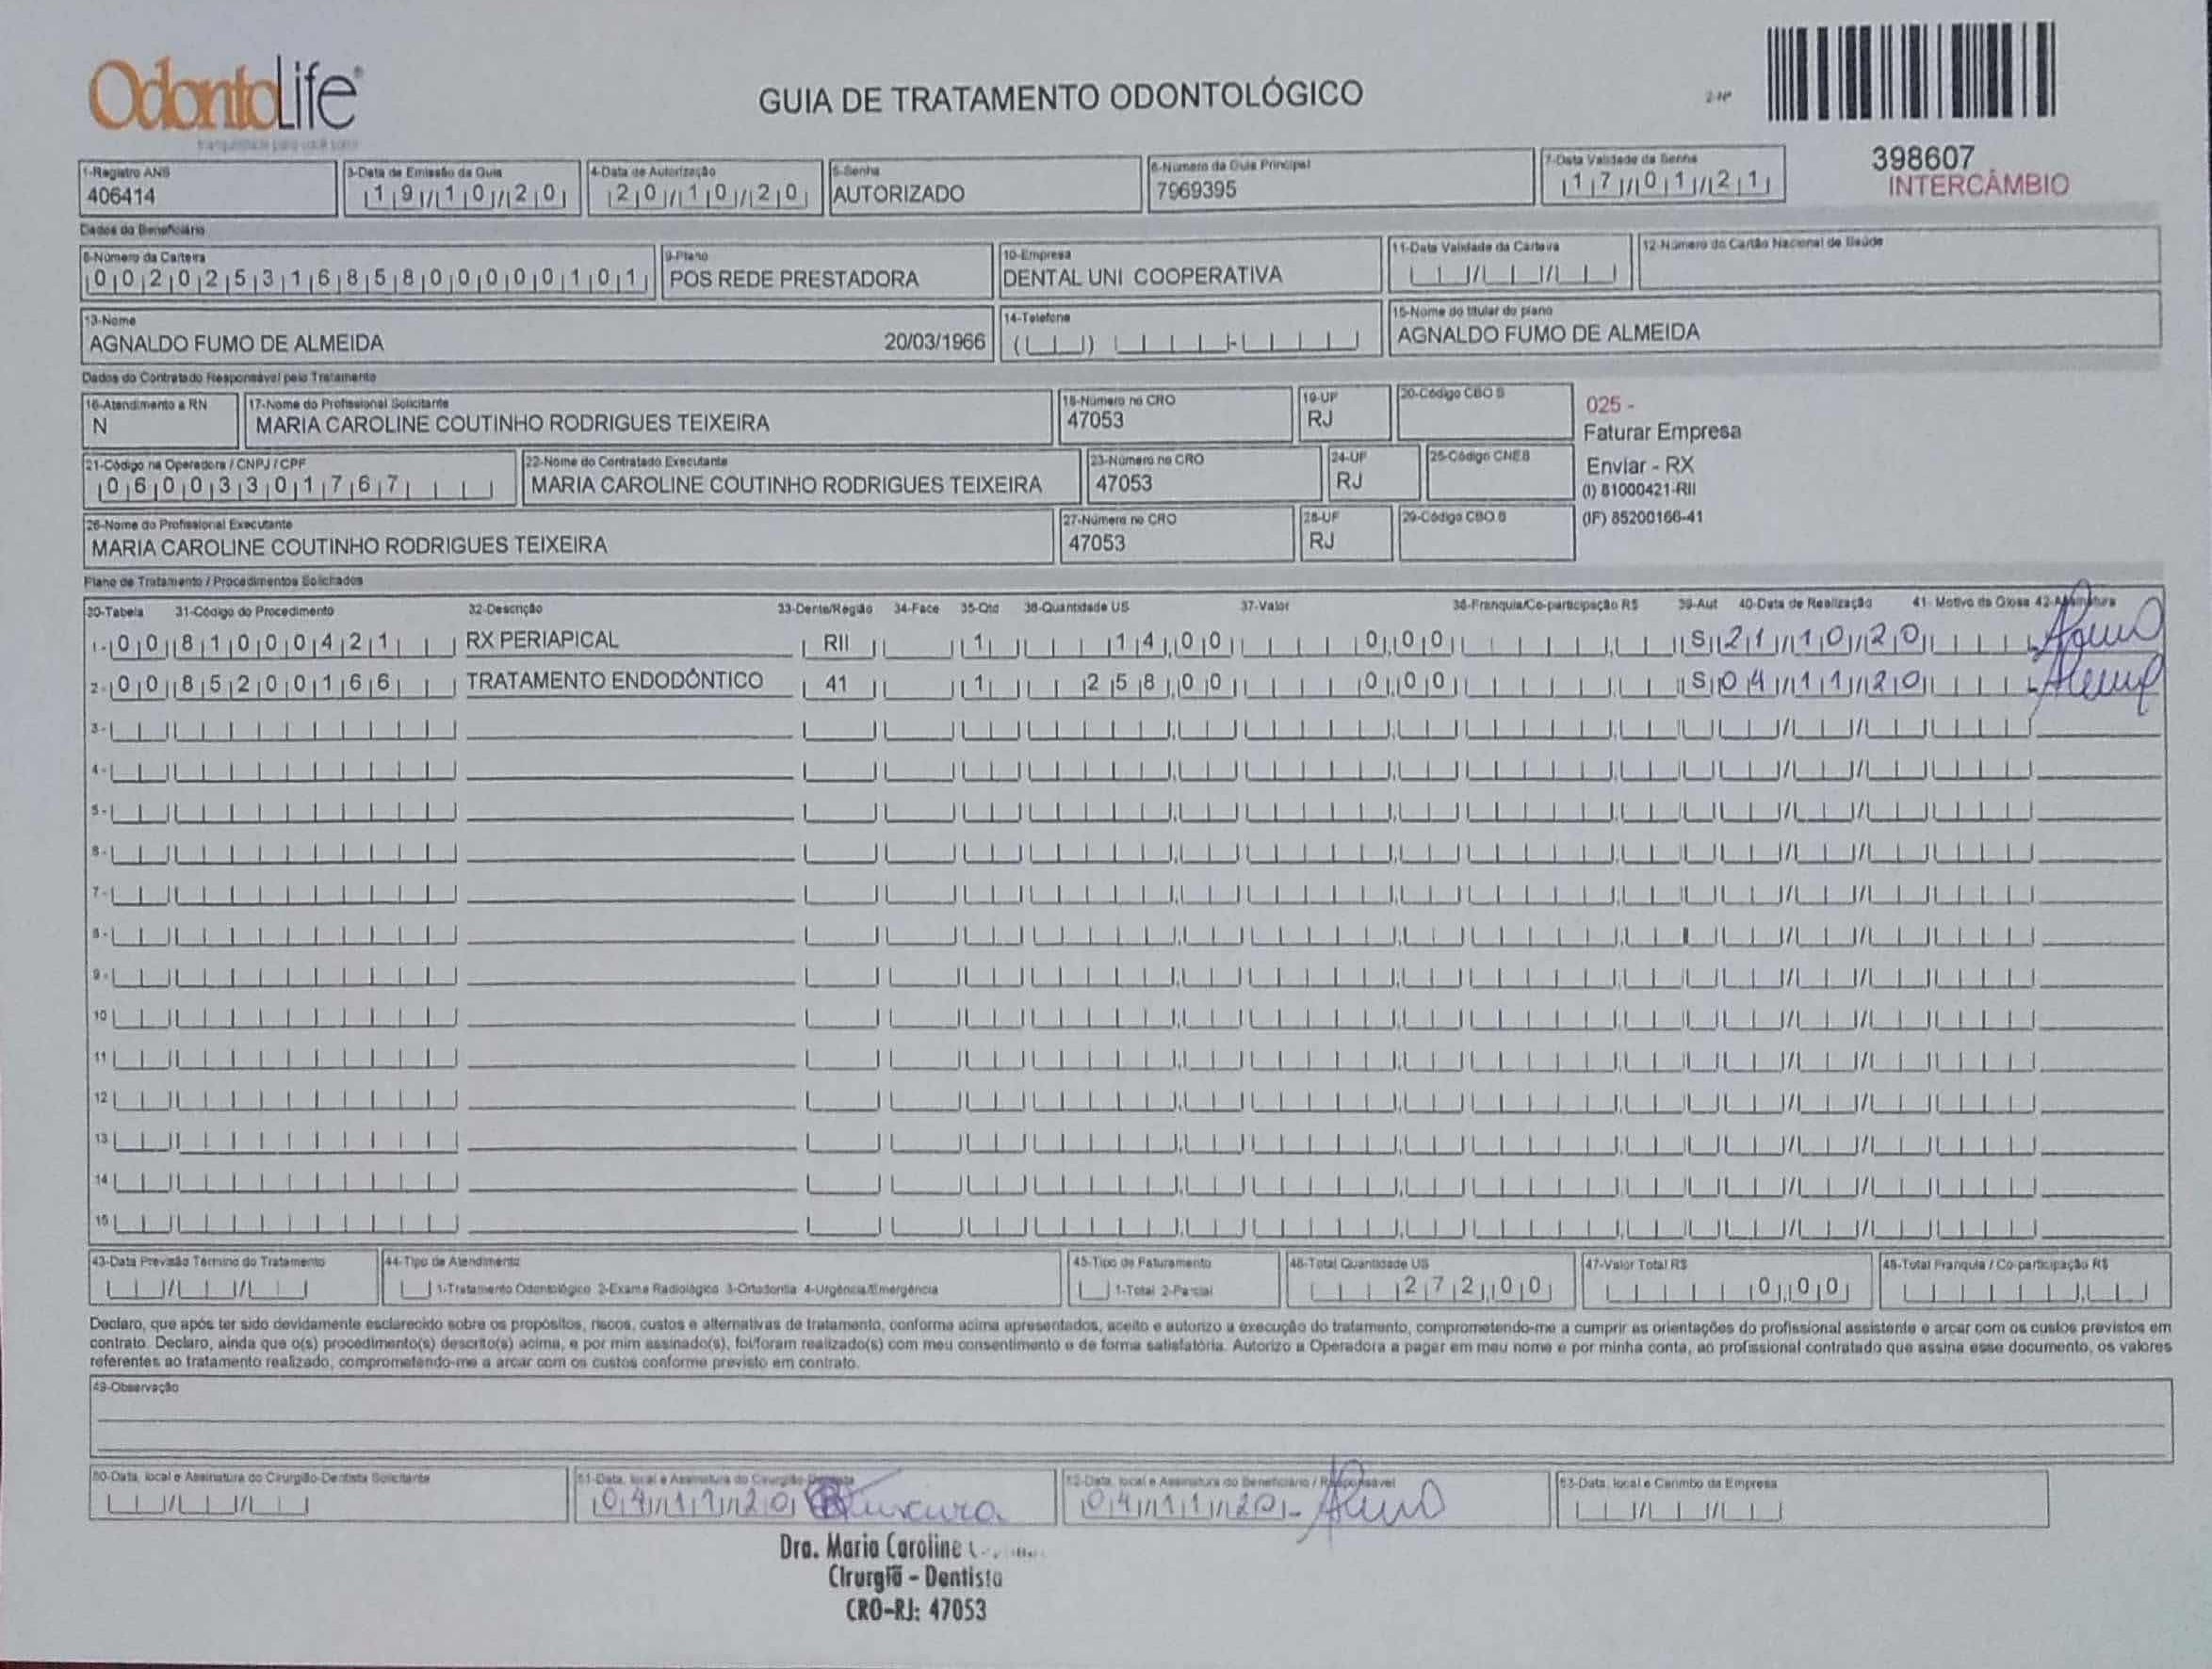 OdontoLife
GUIA DE TRATAMENTO ODONTOLÓGICO
2-Nº
398607
INTERCÂMBIO
1-Registro ANS
406414
3-Data de Emissão da Guia
19/10/20
4-Data de Autorização
20/10/20
5-Senha
AUTORIZADO
6-Número da Guia Principal
7969395
7-Data Validade da Senha
17/01/21
Dados do Beneficiário
8-Número da Carteira
00202531685800000101
9-Plano
POS REDE PRESTADORA
10-Empresa
DENTAL UNI COOPERATIVA
11-Data Validade da Carteira
12-Número do Cartão Nacional de Saúde
13-Nome
AGNALDO FUMO DE ALMEIDA 20/03/1966
14-Telefone
15-Nome do titular do plano
AGNALDO FUMO DE ALMEIDA
Dados do Contratado Responsável pelo Tratamento
16-Atendimento a RN
N
17-Nome do Profissional Solicitante
MARIA CAROLINE COUTINHO RODRIGUES TEIXEIRA
18-Número no CRO
47053
19-UF
RJ
20-Código CBO S
025 -
Faturar Empresa
Enviar - RX
(I) 81000421-RII
(IF) 85200166-41
21-Código na Operadora / CNPJ / CPF
06003301767
22-Nome do Contratado Executante
MARIA CAROLINE COUTINHO RODRIGUES TEIXEIRA
23-Número no CRO
47053
24-UF
RJ
25-Código CNES
26-Nome do Profissional Executante
MARIA CAROLINE COUTINHO RODRIGUES TEIXEIRA
27-Número no CRO
47053
28-UF
RJ
29-Código CBO S
Plano de Tratamento / Procedimentos Solicitados
30-Tabela 31-Código do Procedimento 32-Descrição 33-Dente/Região 34-Face 35-Qtd 36-Quantidade US 37-Valor 38-Franquia/Co-participação R$ 39-Aut 40-Data de Realização 41- Motivo da Glosa 42-Assinatura
1- 00 81000421 RX PERIAPICAL RII 1 14,00 0,00 S 21/10/20
2- 00 85200166 TRATAMENTO ENDODÔNTICO 41 1 258,00 0,00 S 04/11/20
3-
4-
5-
6-
7-
8-
9-
10
11
12
13
14
15
43-Data Previsão Término do Tratamento
44-Tipo de Atendimento
1-Tratamento Odontológico 2-Exame Radiológico 3-Ortodontia 4-Urgência/Emergência
45-Tipo de Faturamento
1-Total 2-Parcial
46-Total Quantidade US
272,00
47-Valor Total R$
0,00
48-Total Franquia / Co-participação R$
Declaro, que após ter sido devidamente esclarecido sobre os propósitos, riscos, custos e alternativas de tratamento, conforme acima apresentados, aceito e autorizo a execução do tratamento, comprometendo-me a cumprir as orientações do profissional assistente e arcar com os custos previstos em
contrato. Declaro, ainda que o(s) procedimento(s) descrito(s) acima, e por mim assinado(s), foi/foram realizado(s) com meu consentimento e de forma satisfatória. Autorizo a Operadora a pagar em meu nome e por minha conta, ao profissional contratado que assina esse documento, os valores
referentes ao tratamento realizado, comprometendo-me a arcar com os custos conforme previsto em contrato.
49-Observação
50-Data, local e Assinatura do Cirurgião-Dentista Solicitante
51-Data, local e Assinatura do Cirurgião-Dentista
04/11/20
52-Data, local e Assinatura do Beneficiário / Responsável
04/11/20
53-Data, local e Carimbo da Empresa
Dra. Maria Caroline
Cirurgiã - Dentista
CRO-RJ: 47053